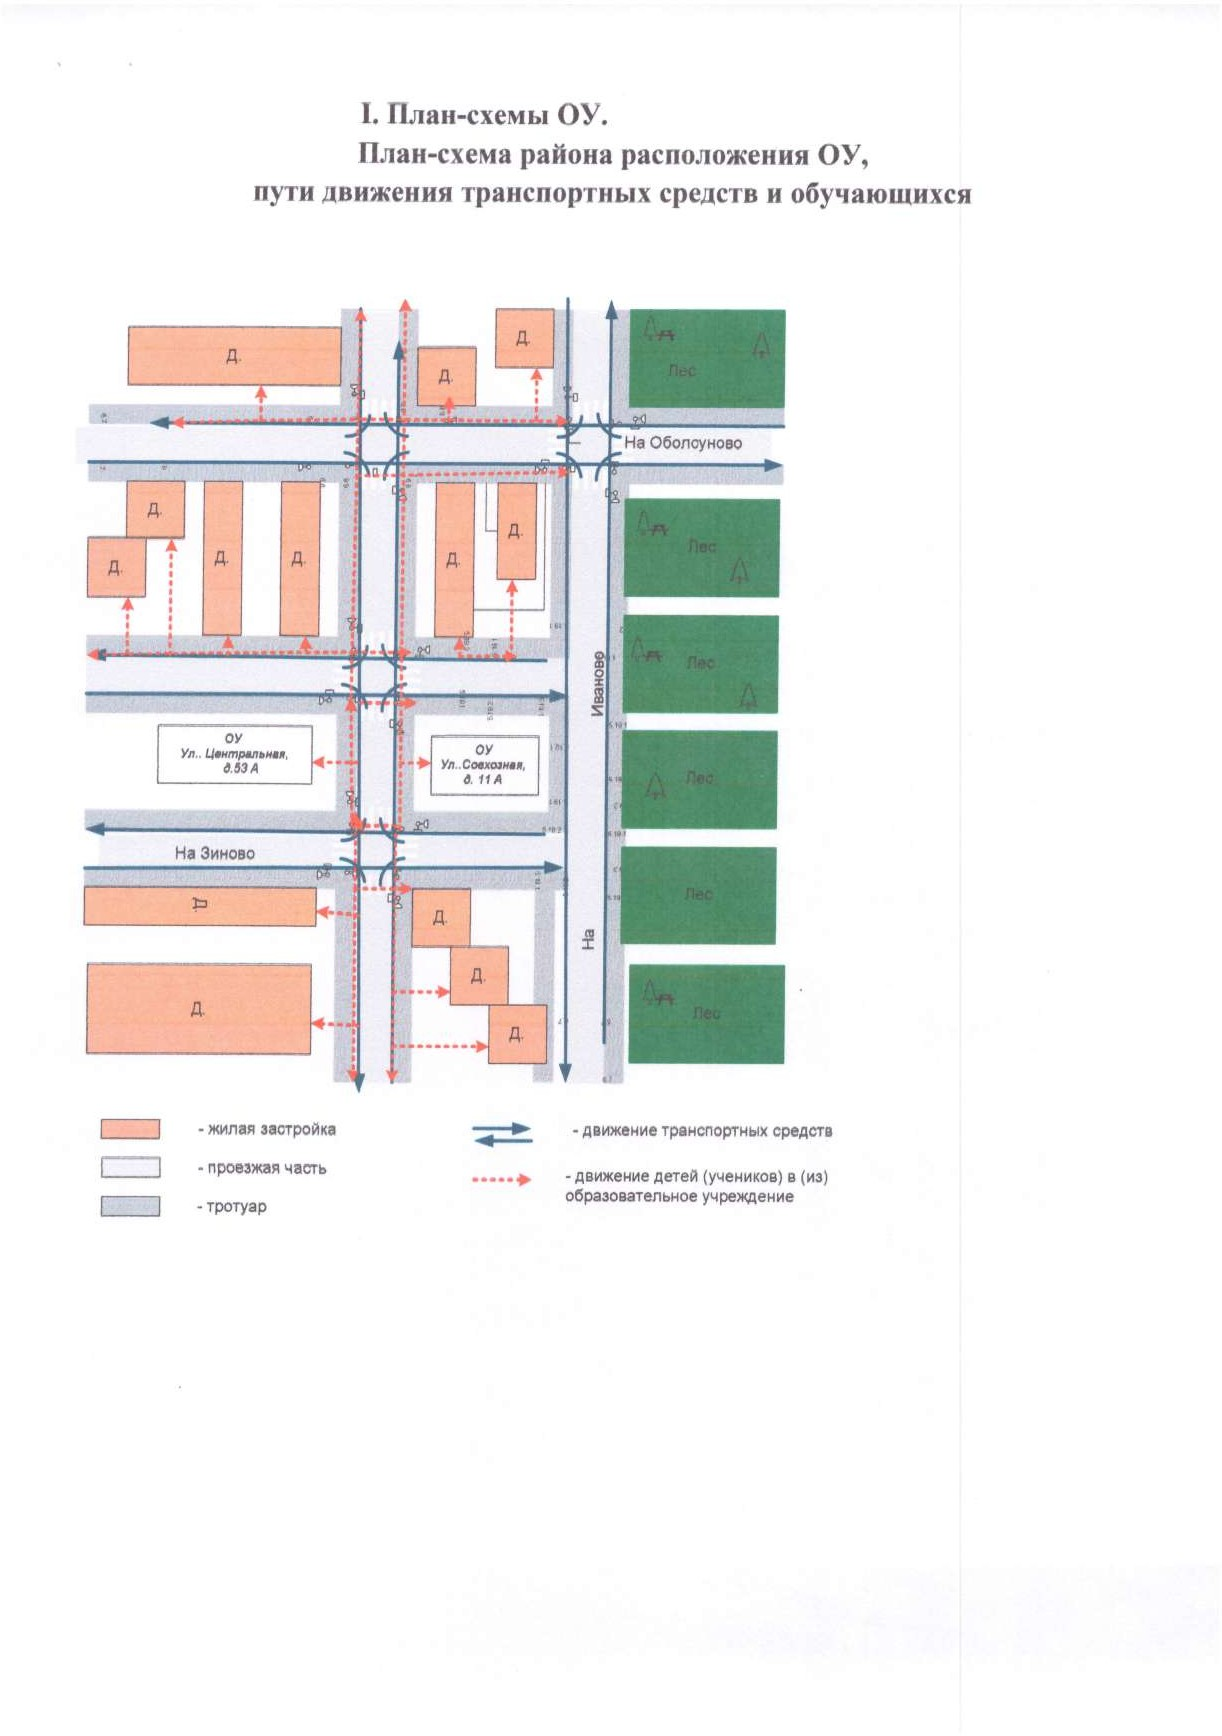 I. План-схемы ОУ.
План-схема района расположения ОУ,
пути движения транспортных средств и обучающихся
Д.
Д.
Д.
Лес
На Оболсуново
Д.
Д.
Д.
Д.
Д.
Д.
Лес
Иваново
Лес
ОУ
Ул.. Центральная,
д.53 А
ОУ
Ул..Совхозная,
д. 11 А
Лес
На Зиново
Д.
Д.
На
Лес
Д.
Д.
Д.
Лес
- жилая застройка
- проезжая часть
- тротуар
- движение транспортных средств
- движение детей (учеников) в (из)
образовательное учреждение